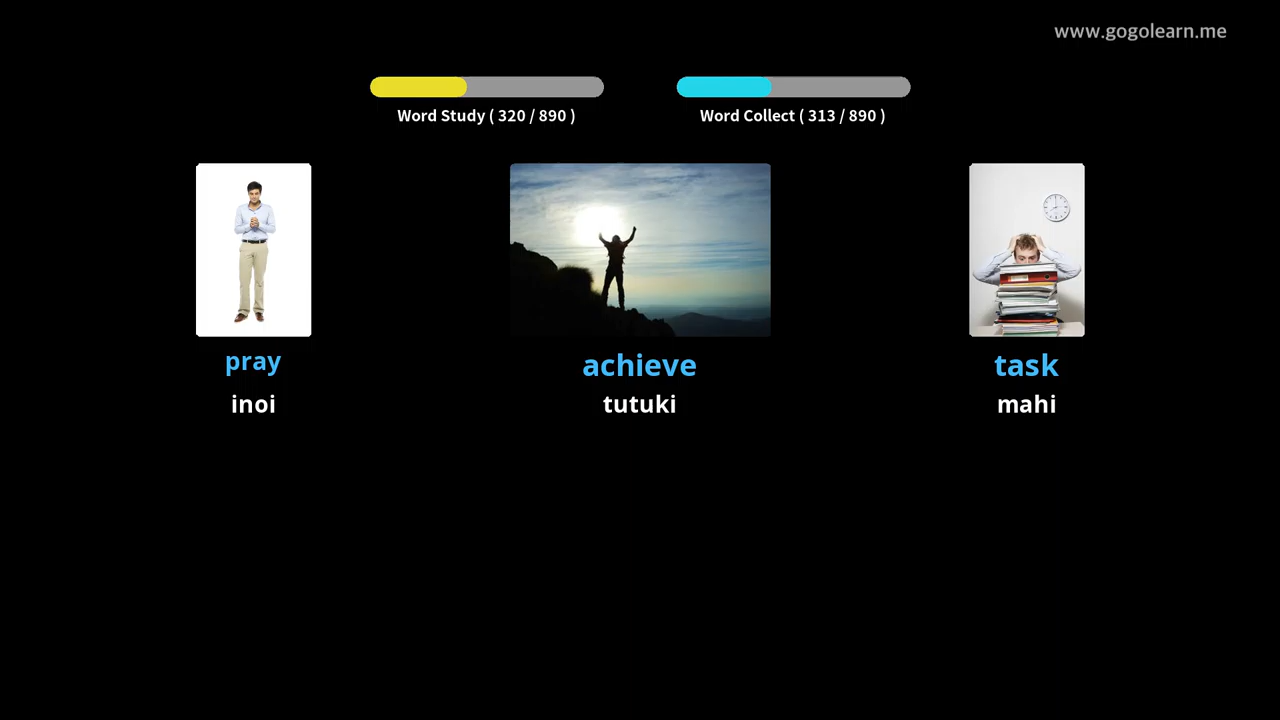 www.gogolearn.me
Word Study ( 320 / 890 )
Word Collect ( 313 / 890 )
pray
inoi
achieve
tutuki
task
mahi